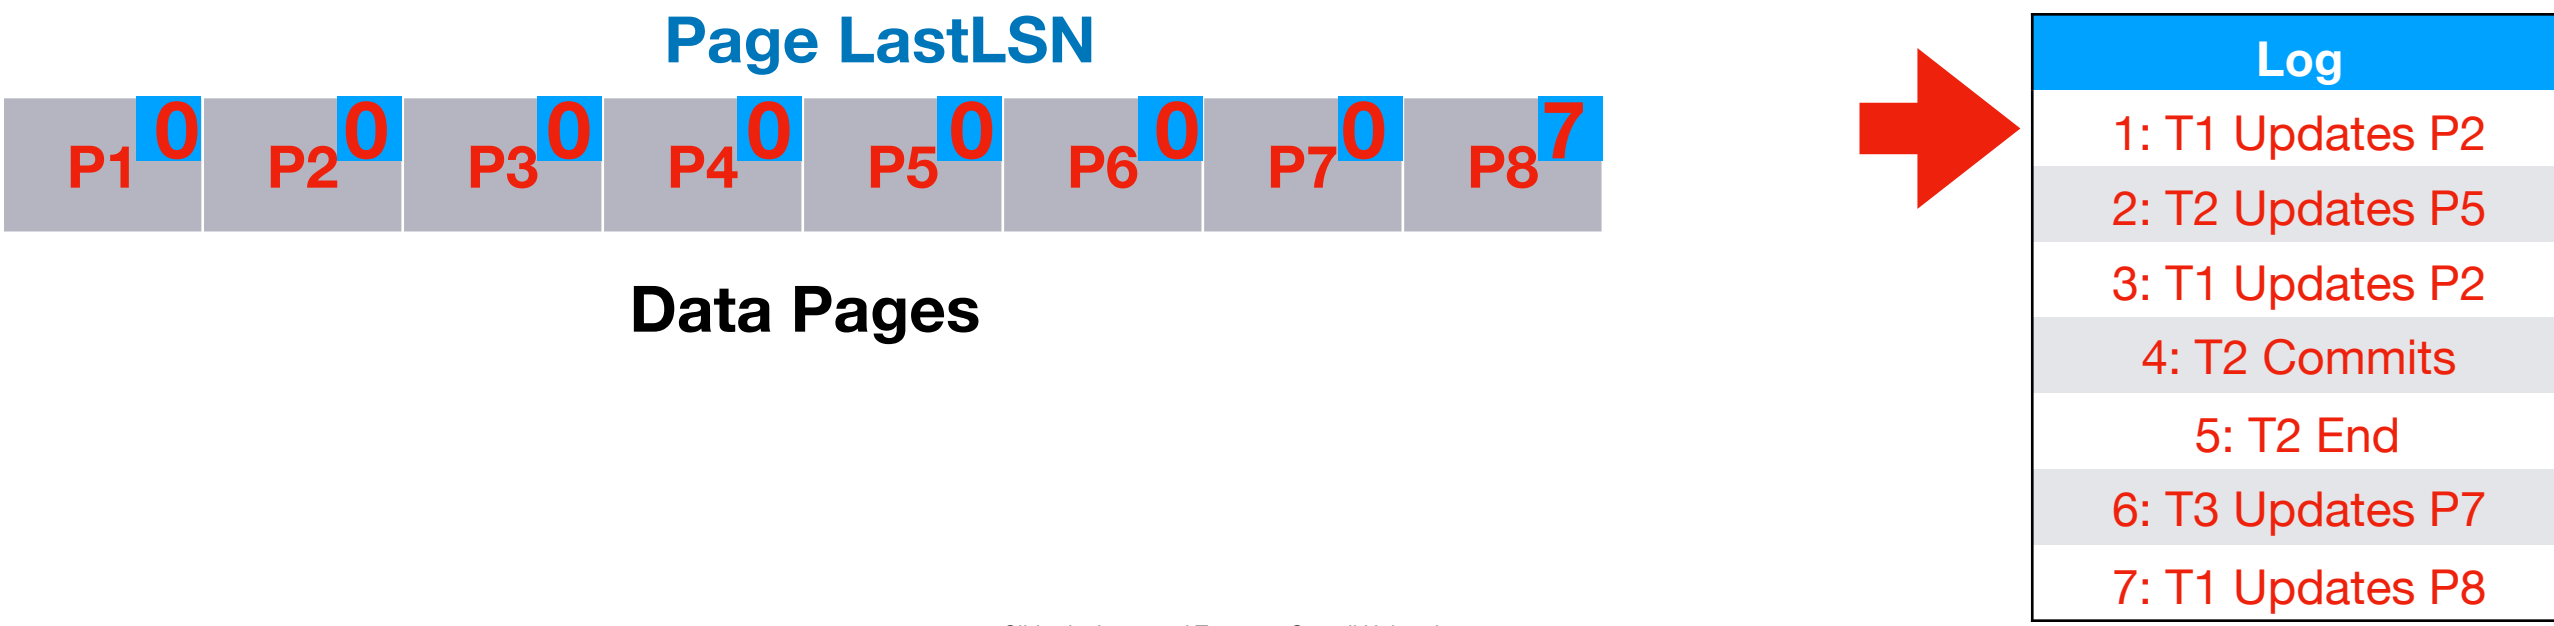 Page LastLSN
P1 0 P2 0 P3 0 P4 0 P5 0 P6 0 P7 0 P8 7
Data Pages
Log
1: T1 Updates P2
2: T2 Updates P5
3: T1 Updates P2
4: T2 Commits
5: T2 End
6: T3 Updates P7
7: T1 Updates P8